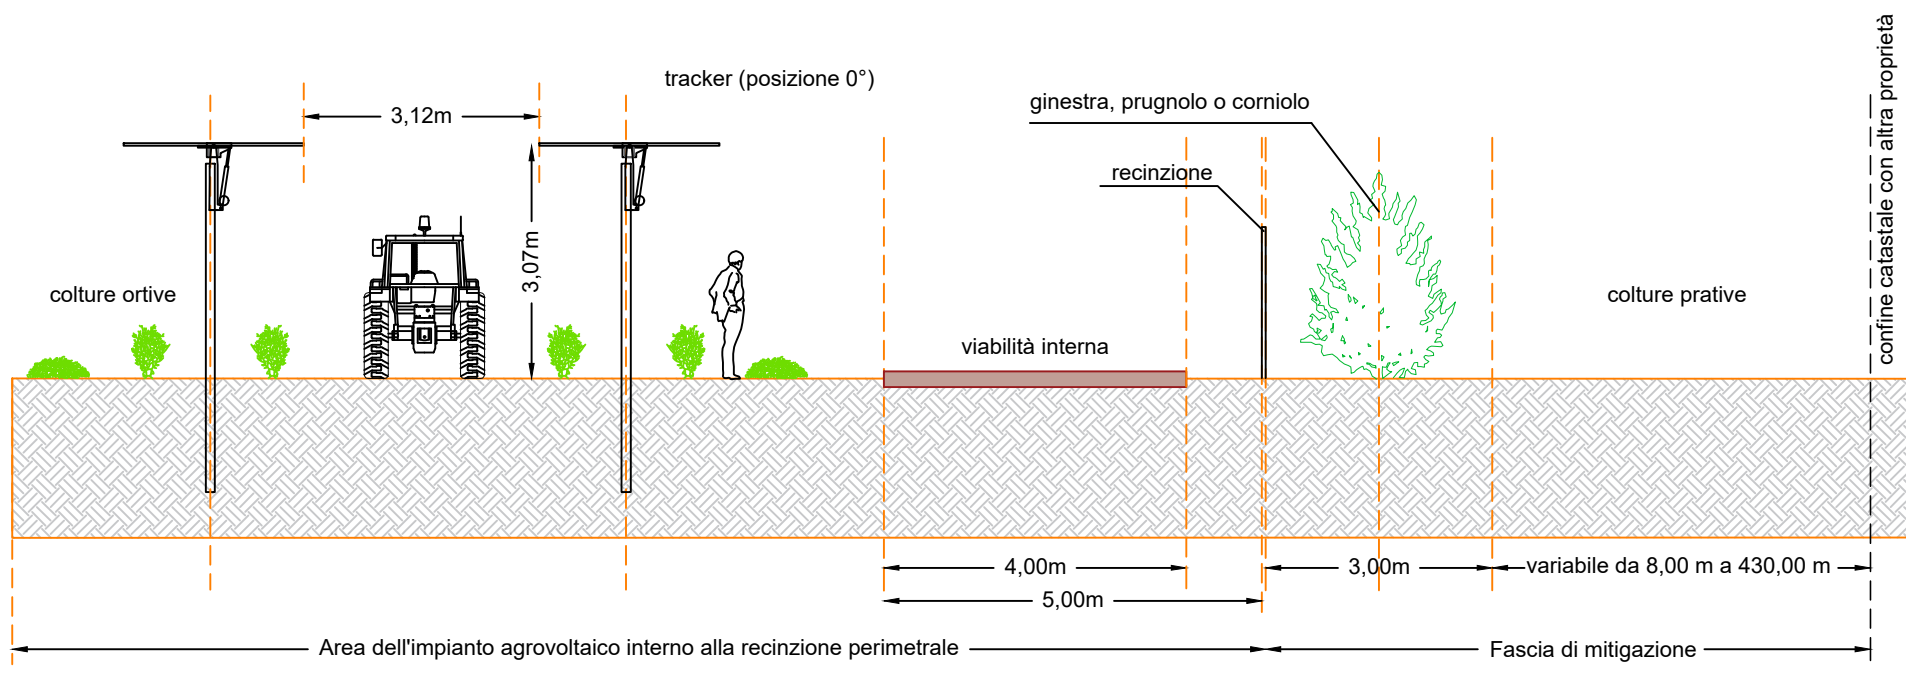 tracker (posizione 0°)
3,12m
ginestra, prugnolo o corniolo
recinzione
3,07m
colture ortive
colture prative
confine catastale con altra proprietà
viabilità interna
4,00m
3,00m
variabile da 8,00 m a 430,00 m
5,00m
Area dell'impianto agrovoltaico interno alla recinzione perimetrale
Fascia di mitigazione